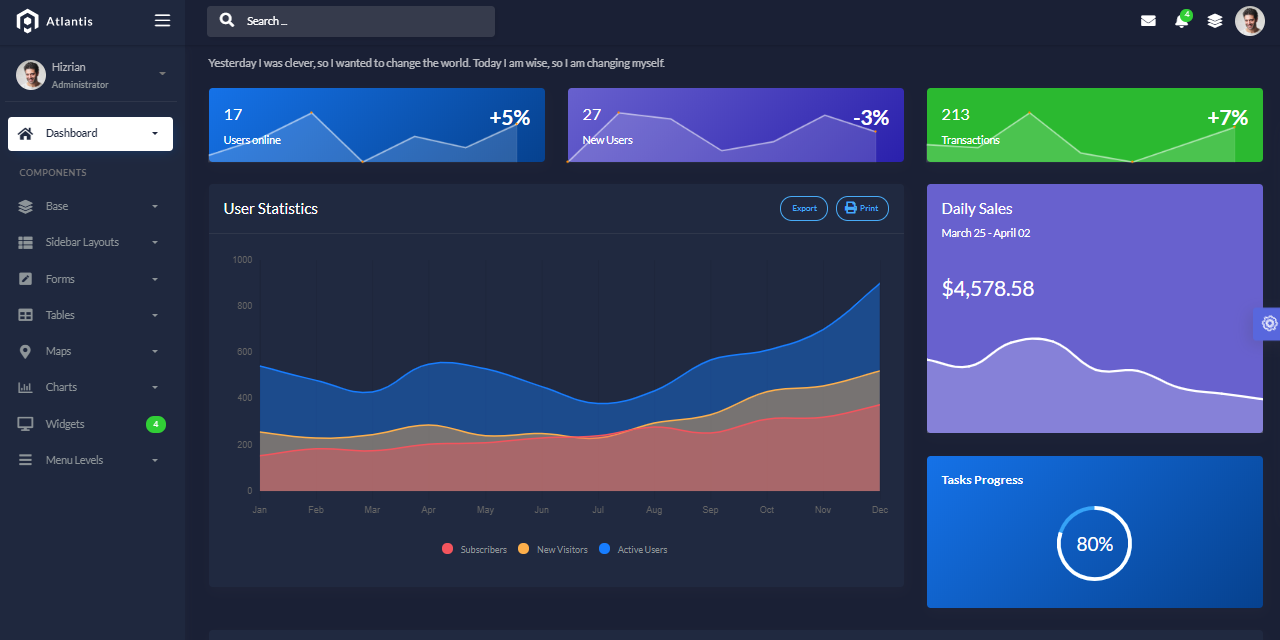 Atlantis
Search ...
4
Hizrian
Administrator
Dashboard
COMPONENTS
Base
Sidebar Layouts
Forms
Tables
Maps
Charts
Widgets
4
Menu Levels
Yesterday I was clever, so I wanted to change the world. Today I am wise, so I am changing myself.
17
+5%
Users online
27
-3%
New Users
213
+7%
Transactions
User Statistics
Export
Print
1000
800
600
400
200
0
Jan Feb Mar Apr May Jun Jul Aug Sep Oct Nov Dec
Subscribers New Visitors Active Users
Daily Sales
March 25 - April 02
$4,578.58
Tasks Progress
80%